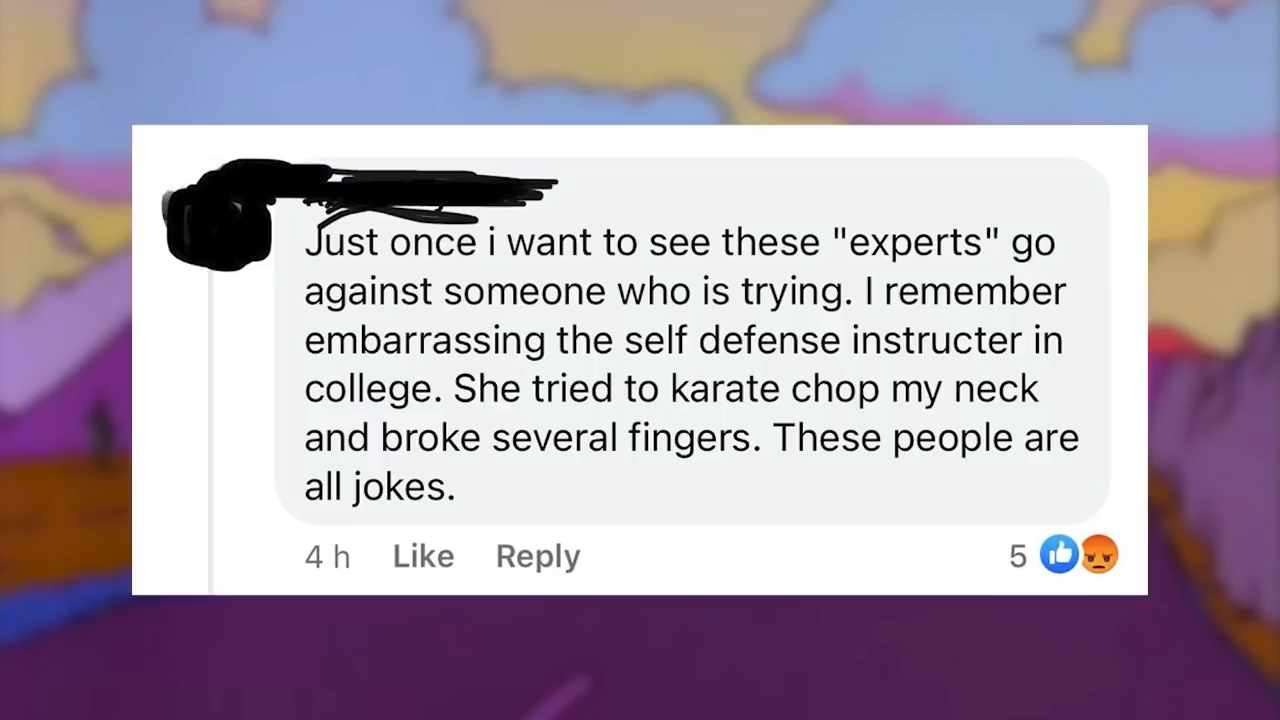 Just once i want to see these "experts" go
against someone who is trying. I remember
embarrassing the self defense instructer in
college. She tried to karate chop my neck
and broke several fingers. These people are
all jokes.
4 h Like Reply 5